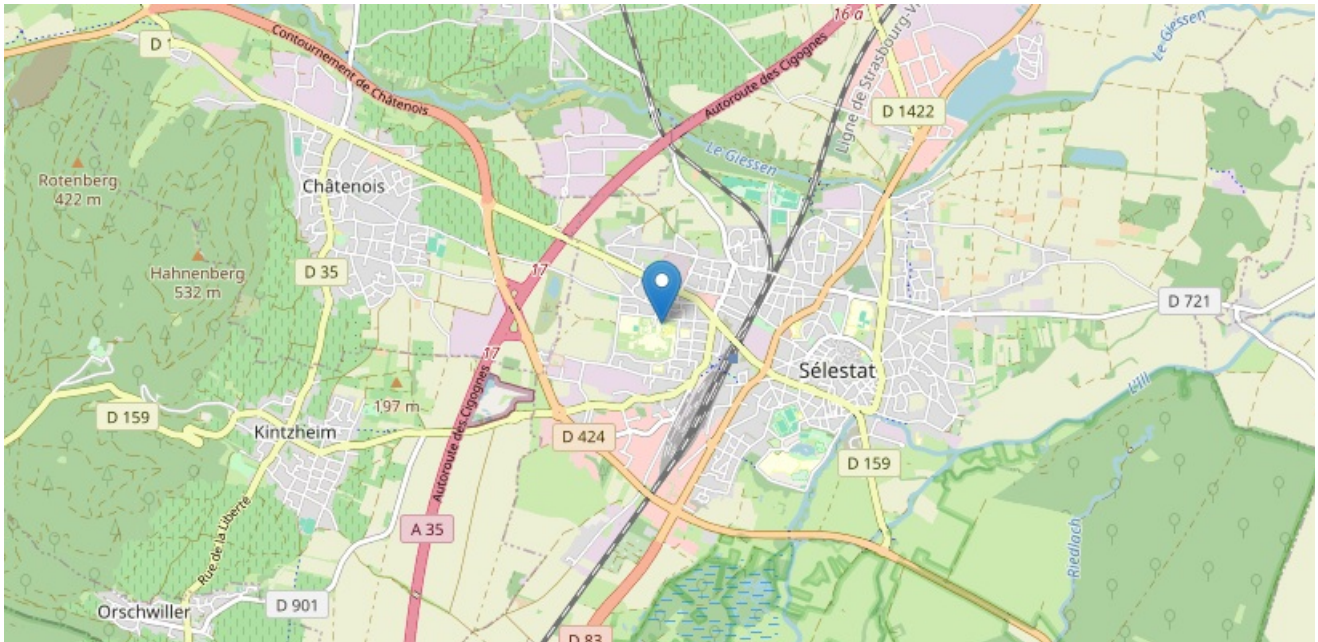 16 a
D 1
Contournement de Châtenois
Autoroute des Cigognes
Ligne de Strasbourg-V
Le Giessen
D 1422
Le Giessen
Rotenberg
422 m
Châtenois
Hahnenberg
532 m
D 35
17
D 721
17
Sélestat
L'Ill
197 m
D 159
Kintzheim
D 424
D 159
Autoroute des Cigognes
Rue de la Liberté
A 35
Riedlach
Orschwiller
D 901
D 83